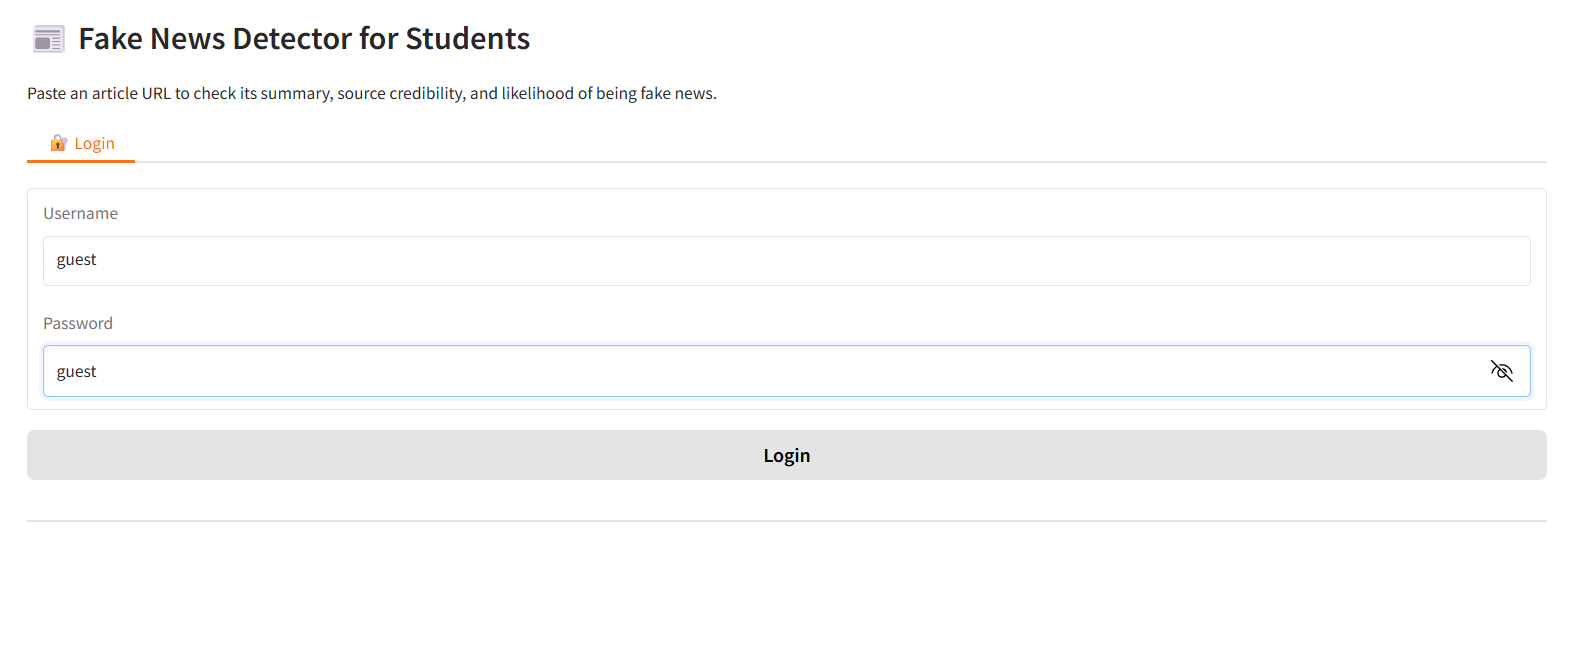 Fake News Detector for Students
Paste an article URL to check its summary, source credibility, and likelihood of being fake news.
Login
Username
guest
Password
guest
Login